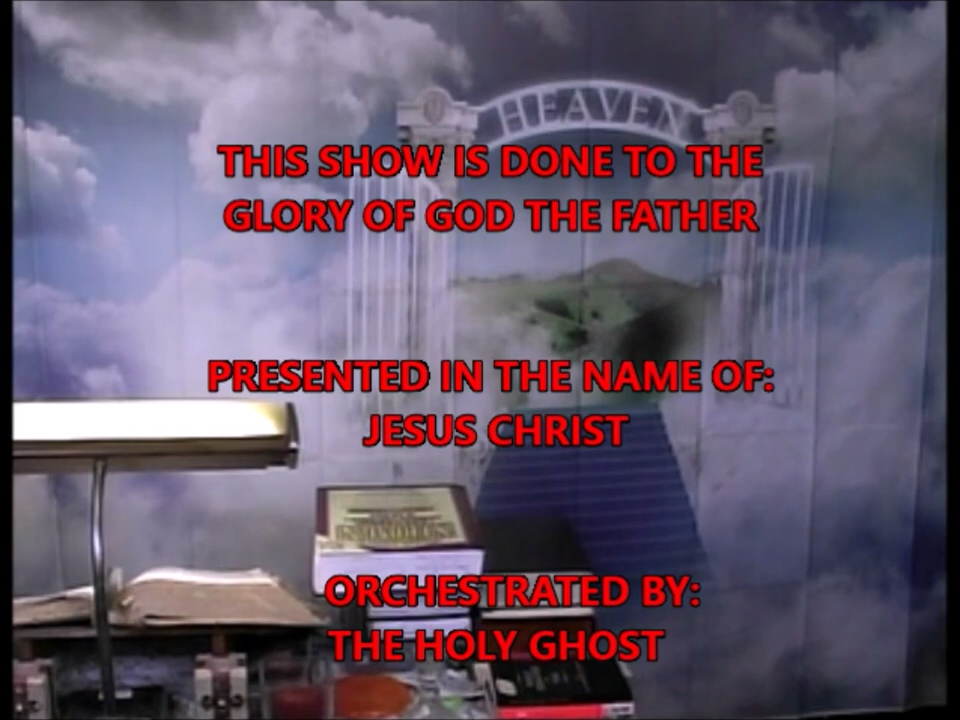 HEAVEN
THIS SHOW IS DONE TO THE
GLORY OF GOD THE FATHER
PRESENTED IN THE NAME OF:
JESUS CHRIST
ORCHESTRATED BY:
THE HOLY GHOST